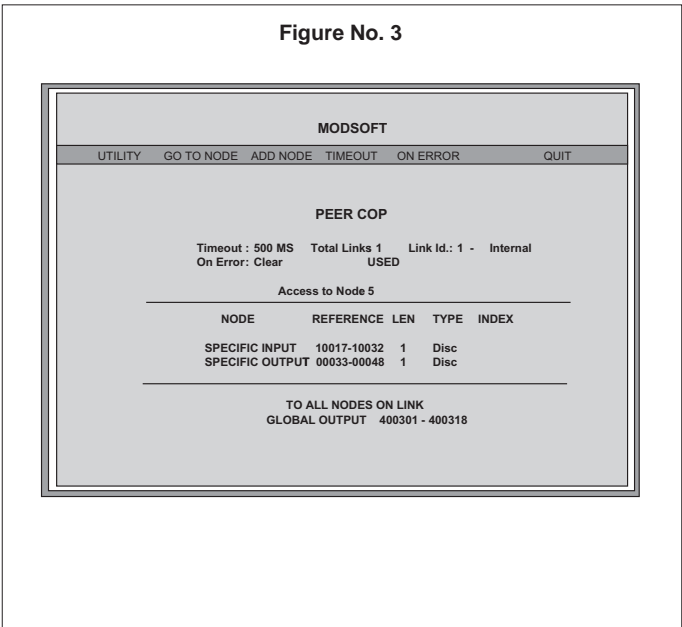 Figure No. 3
MODSOFT
UTILITY GO TO NODE ADD NODE TIMEOUT ON ERROR QUIT
PEER COP
Timeout : 500 MS Total Links 1 Link Id.: 1 - Internal
On Error: Clear USED
Access to Node 5
NODE REFERENCE LEN TYPE INDEX
SPECIFIC INPUT 10017-10032 1 Disc
SPECIFIC OUTPUT 00033-00048 1 Disc
TO ALL NODES ON LINK
GLOBAL OUTPUT 400301 - 400318